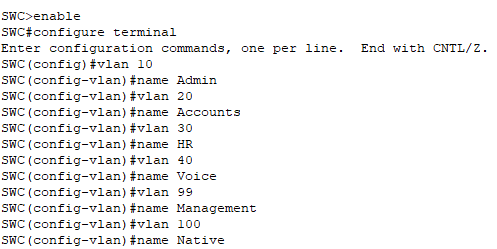 SWC>enable
SWC#configure terminal
Enter configuration commands, one per line.  End with CNTL/Z.
SWC(config)#vlan 10
SWC(config-vlan)#name Admin
SWC(config-vlan)#vlan 20
SWC(config-vlan)#name Accounts
SWC(config-vlan)#vlan 30
SWC(config-vlan)#name HR
SWC(config-vlan)#vlan 40
SWC(config-vlan)#name Voice
SWC(config-vlan)#vlan 99
SWC(config-vlan)#name Management
SWC(config-vlan)#vlan 100
SWC(config-vlan)#name Native